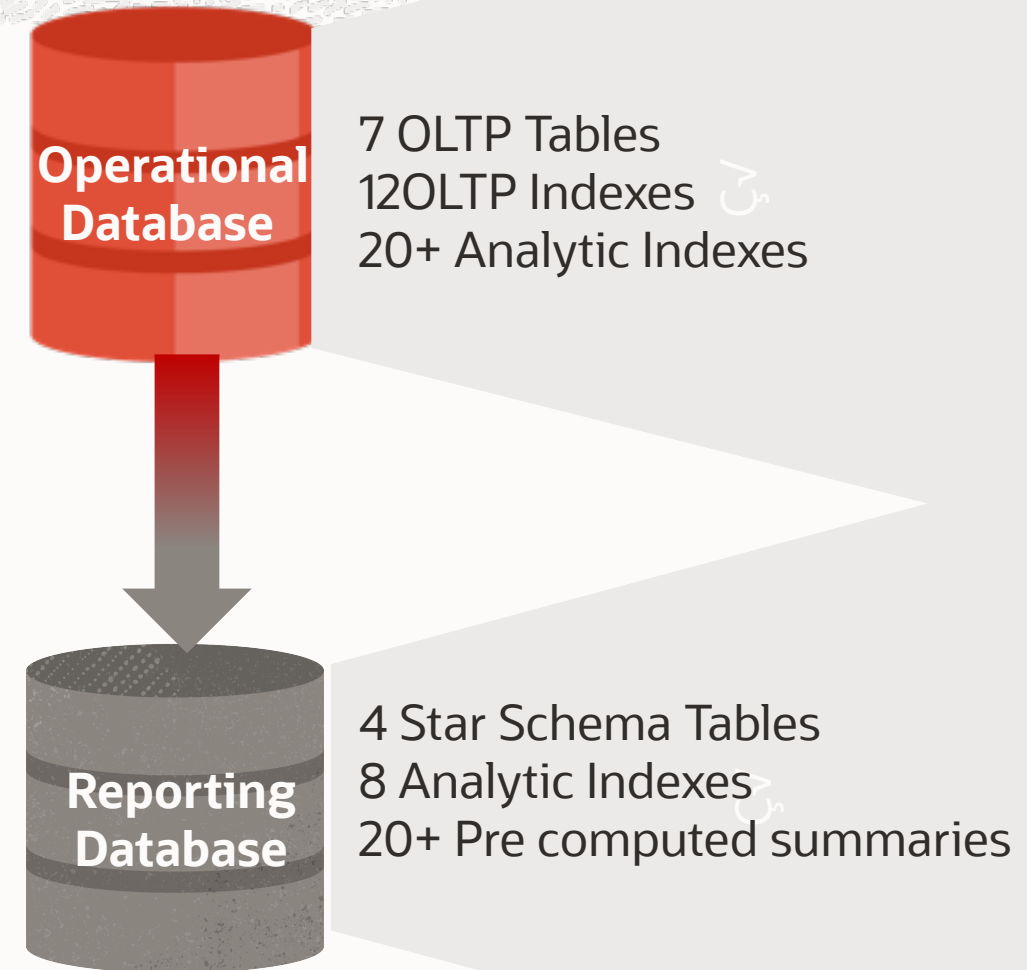 Operational
Database
7 OLTP Tables
12OLTP Indexes
20+ Analytic Indexes
Reporting
Database
4 Star Schema Tables
8 Analytic Indexes
20+ Pre computed summaries